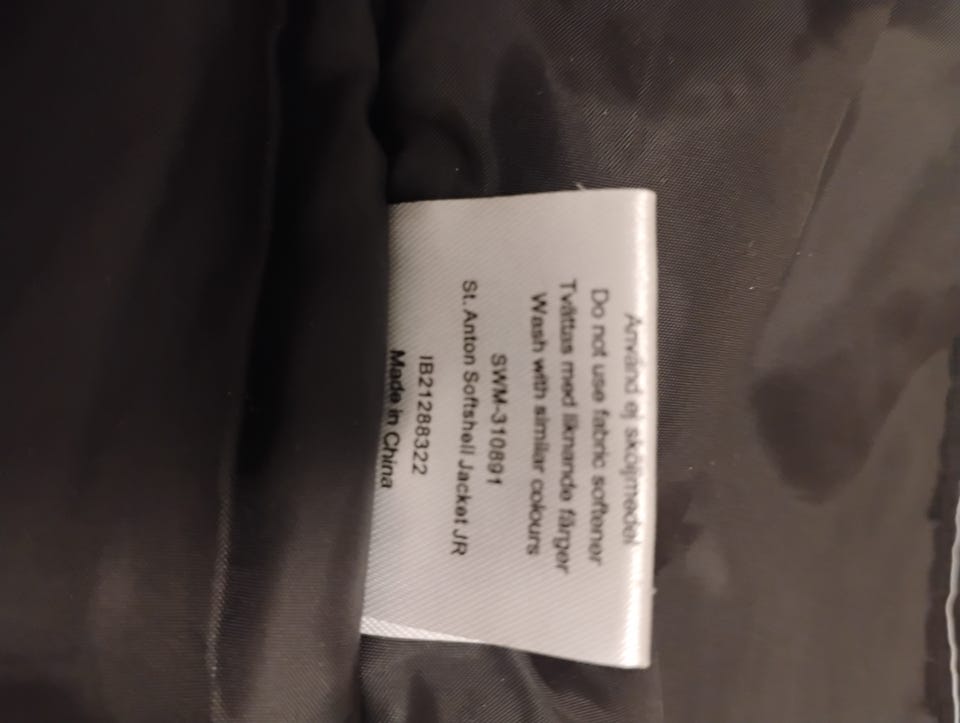 Använd ej sköljmedel
Do not use fabric softener
Tvättas med liknande färger
Wash with similar colours
SWM-310891
St. Anton Softshell Jacket JR
IB21288322
Made in China